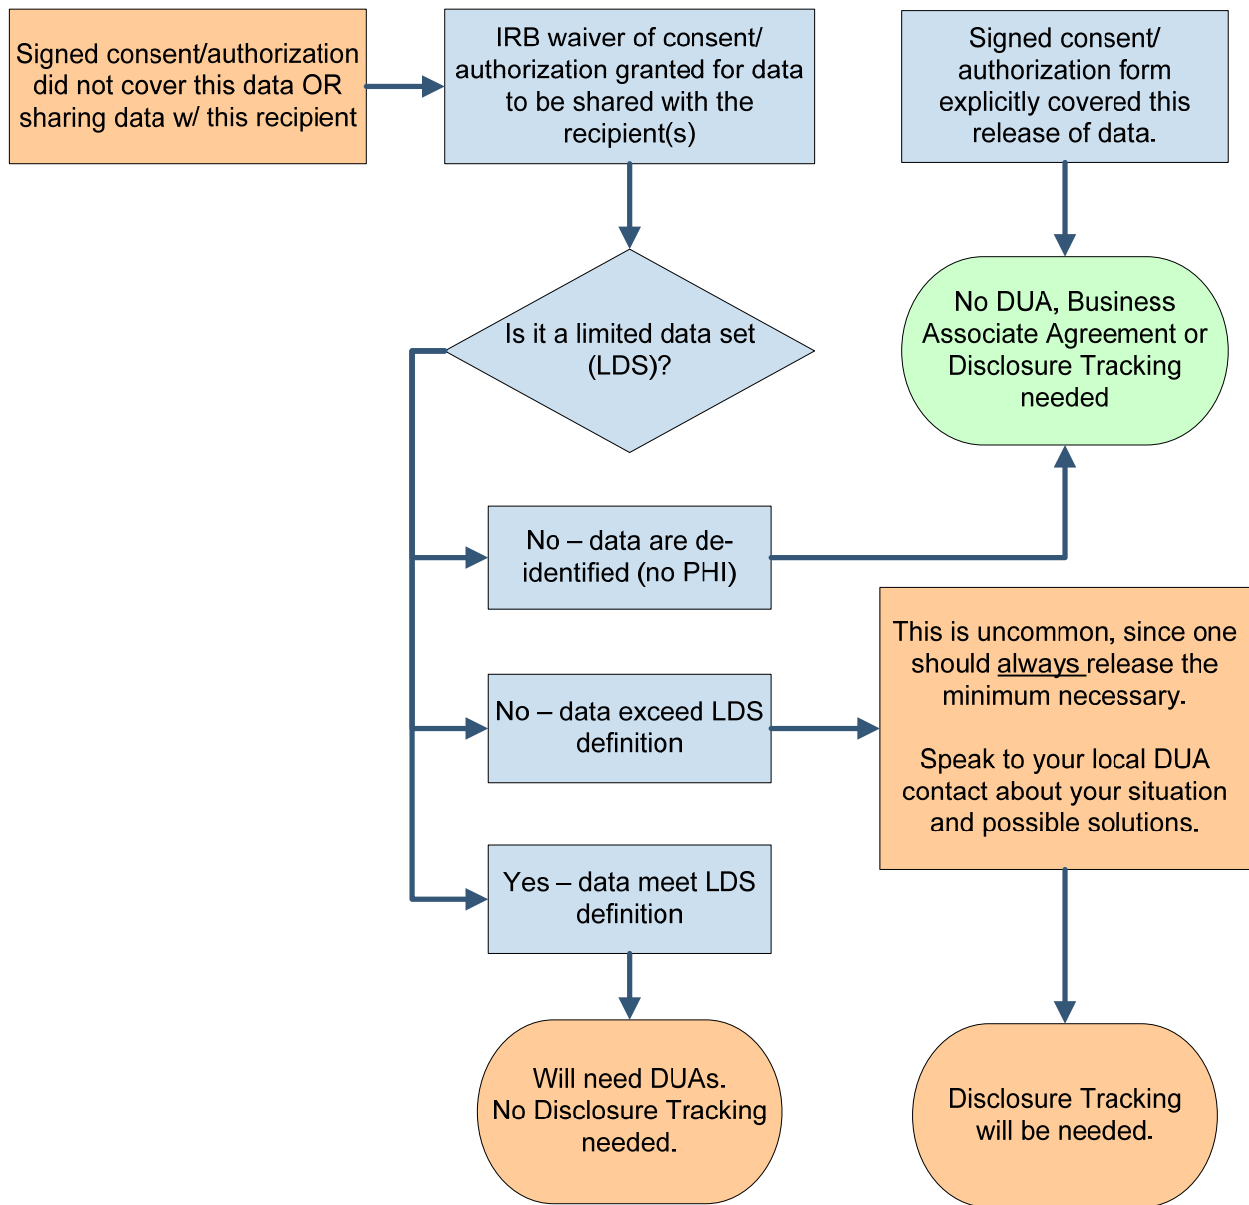 Signed consent/authorization
did not cover this data OR
sharing data w/ this recipient
IRB waiver of consent/
authorization granted for data
to be shared with the
recipient(s)
Signed consent/
authorization form
explicitly covered this
release of data.
Is it a limited data set
(LDS)?
No DUA, Business
Associate Agreement or
Disclosure Tracking
needed
No – data are de-
identified (no PHI)
No – data exceed LDS
definition
This is uncommon, since one
should always release the
minimum necessary.
Speak to your local DUA
contact about your situation
and possible solutions.
Yes – data meet LDS
definition
Will need DUAs.
No Disclosure Tracking
needed.
Disclosure Tracking
will be needed.